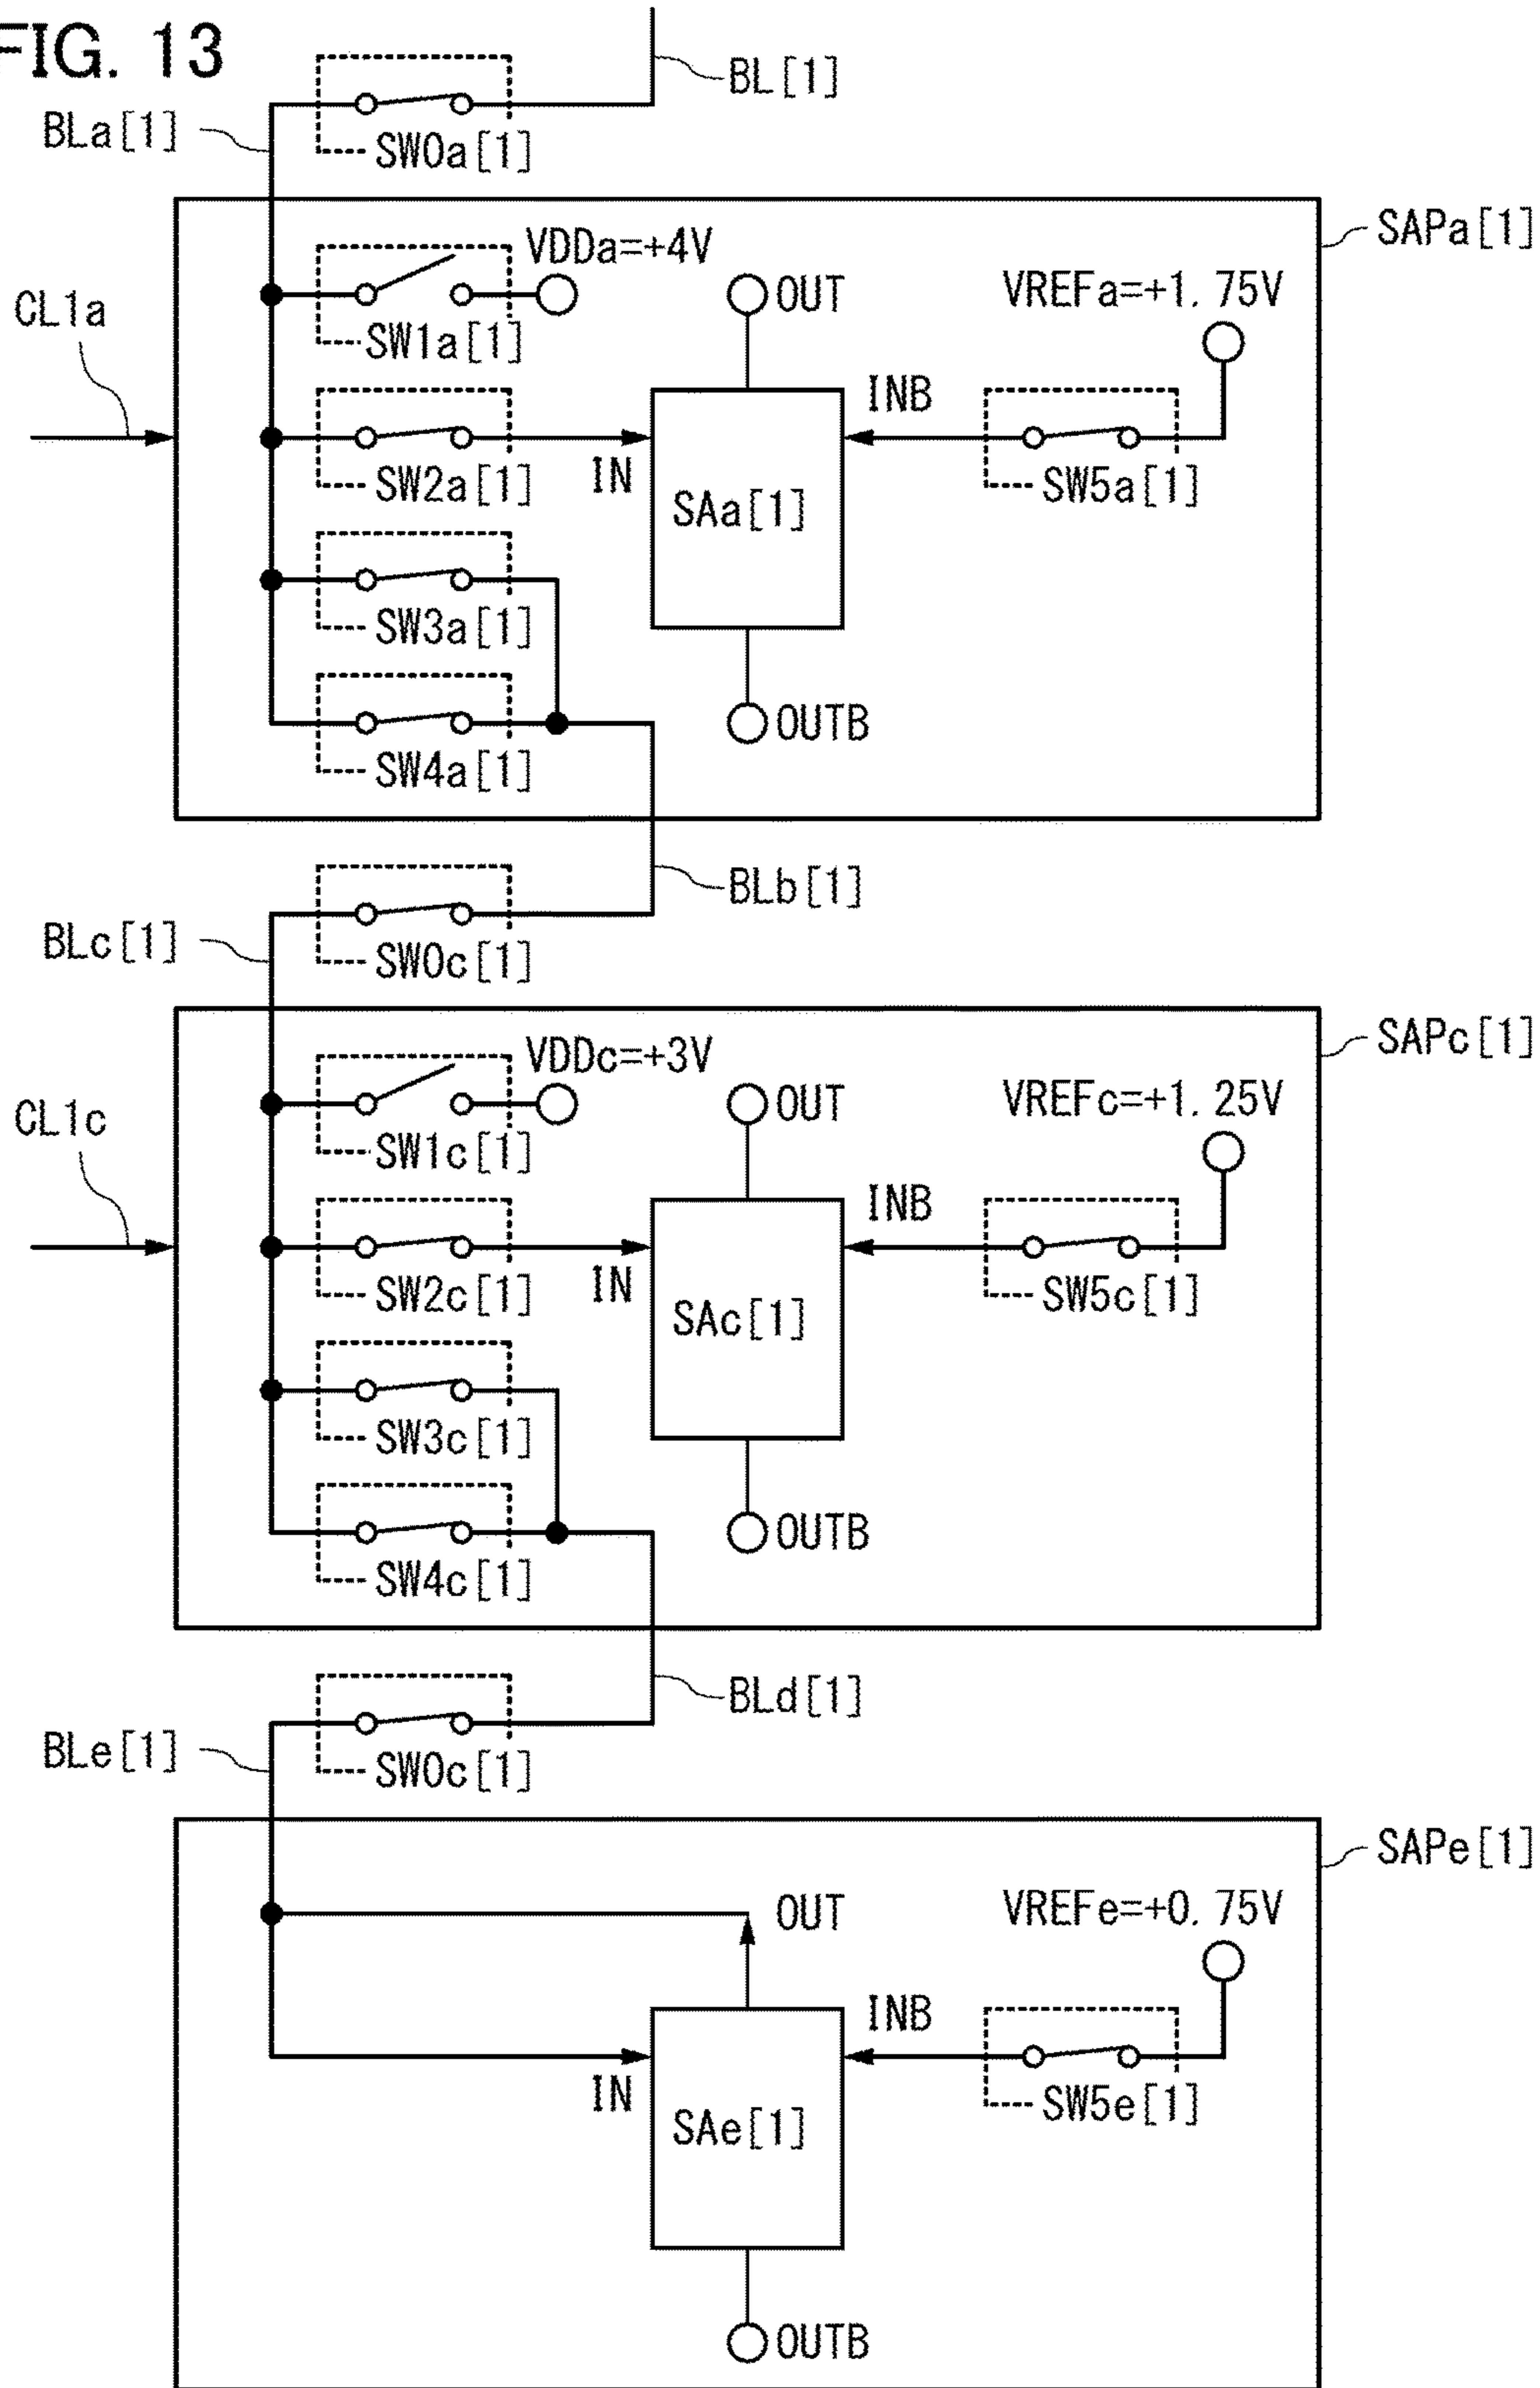 FIG. 13
BL[1]
BLa[1]
SW0a[1]
SAPa[1]
VDDa=+4V
OUT
VREFa=+1.75V
CL1a
SW1a[1]
INB
SW2a[1]
IN
SAa[1]
SW5a[1]
SW3a[1]
OUTB
SW4a[1]
BLb[1]
BLc[1]
SW0c[1]
SAPc[1]
VDDc=+3V
OUT
VREFc=+1.25V
CL1c
SW1c[1]
INB
SW2c[1]
IN
SAc[1]
SW5c[1]
SW3c[1]
OUTB
SW4c[1]
BLd[1]
BLe[1]
SW0c[1]
SAPe[1]
OUT
VREFe=+0.75V
INB
IN
SAe[1]
SW5e[1]
OUTB